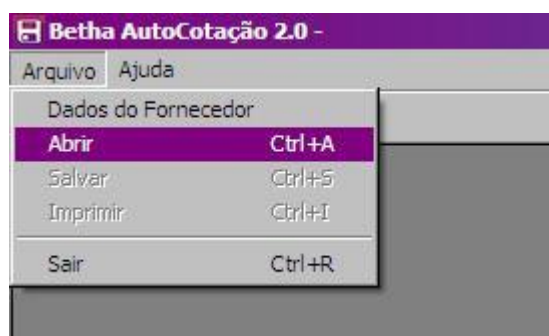 Betha AutoCotação 2.0 -
Arquivo Ajuda
Dados do Fornecedor
Abrir Ctrl+A
Salvar Ctrl+S
Imprimir Ctrl+I
Sair Ctrl+R